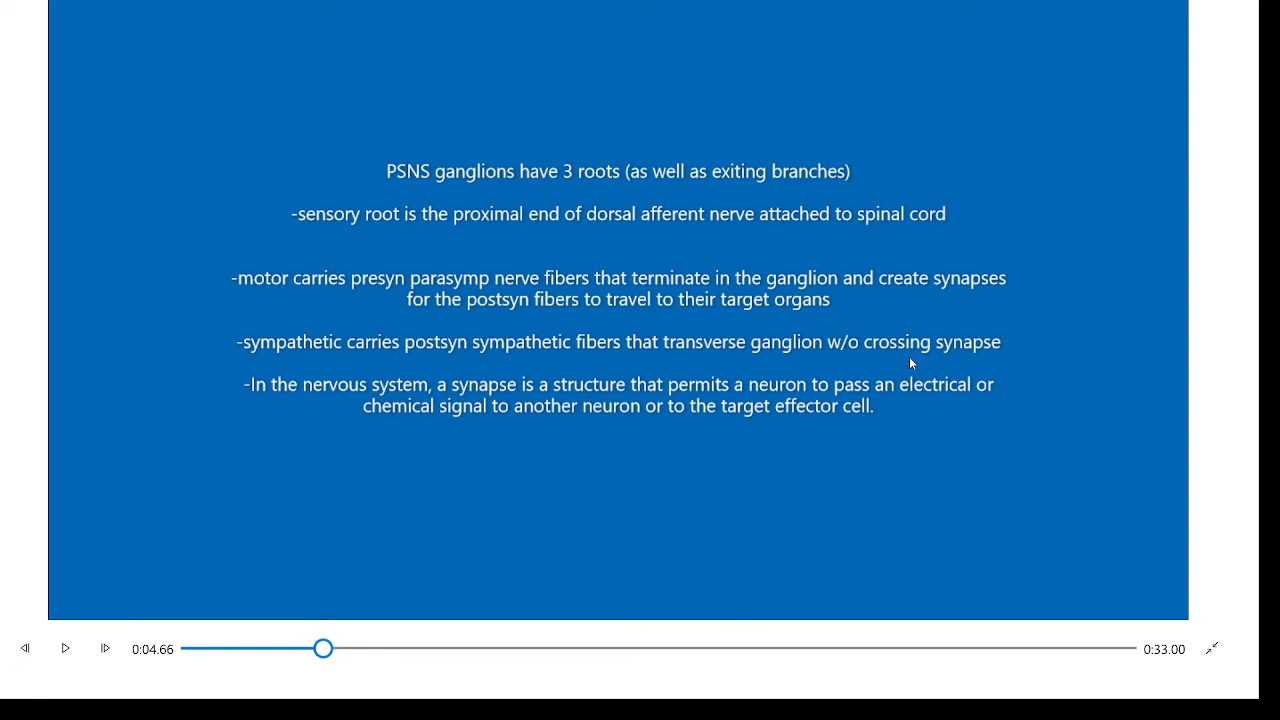 PSNS ganglions have 3 roots (as well as exiting branches)
-sensory root is the proximal end of dorsal afferent nerve attached to spinal cord
-motor carries presyn parasymp nerve fibers that terminate in the ganglion and create synapses
for the postsyn fibers to travel to their target organs
-sympathetic carries postsyn sympathetic fibers that transverse ganglion w/o crossing synapse
-In the nervous system, a synapse is a structure that permits a neuron to pass an electrical or
chemical signal to another neuron or to the target effector cell.
0:04.66
0:33.00